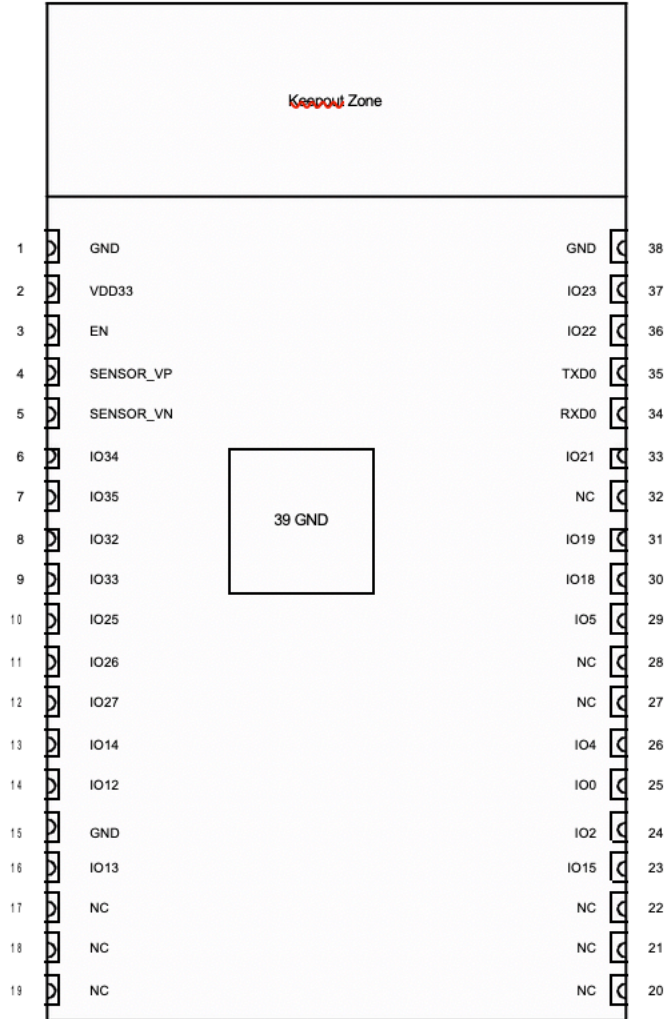 Keepout Zone
1 GND GND 38
2 VDD33 IO23 37
3 EN IO22 36
4 SENSOR_VP TXD0 35
5 SENSOR_VN RXD0 34
6 IO34 IO21 33
7 IO35 NC 32
39 GND
8 IO32 IO19 31
9 IO33 IO18 30
10 IO25 IO5 29
11 IO26 NC 28
12 IO27 NC 27
13 IO14 IO4 26
14 IO12 IO0 25
15 GND IO2 24
16 IO13 IO15 23
17 NC NC 22
18 NC NC 21
19 NC NC 20